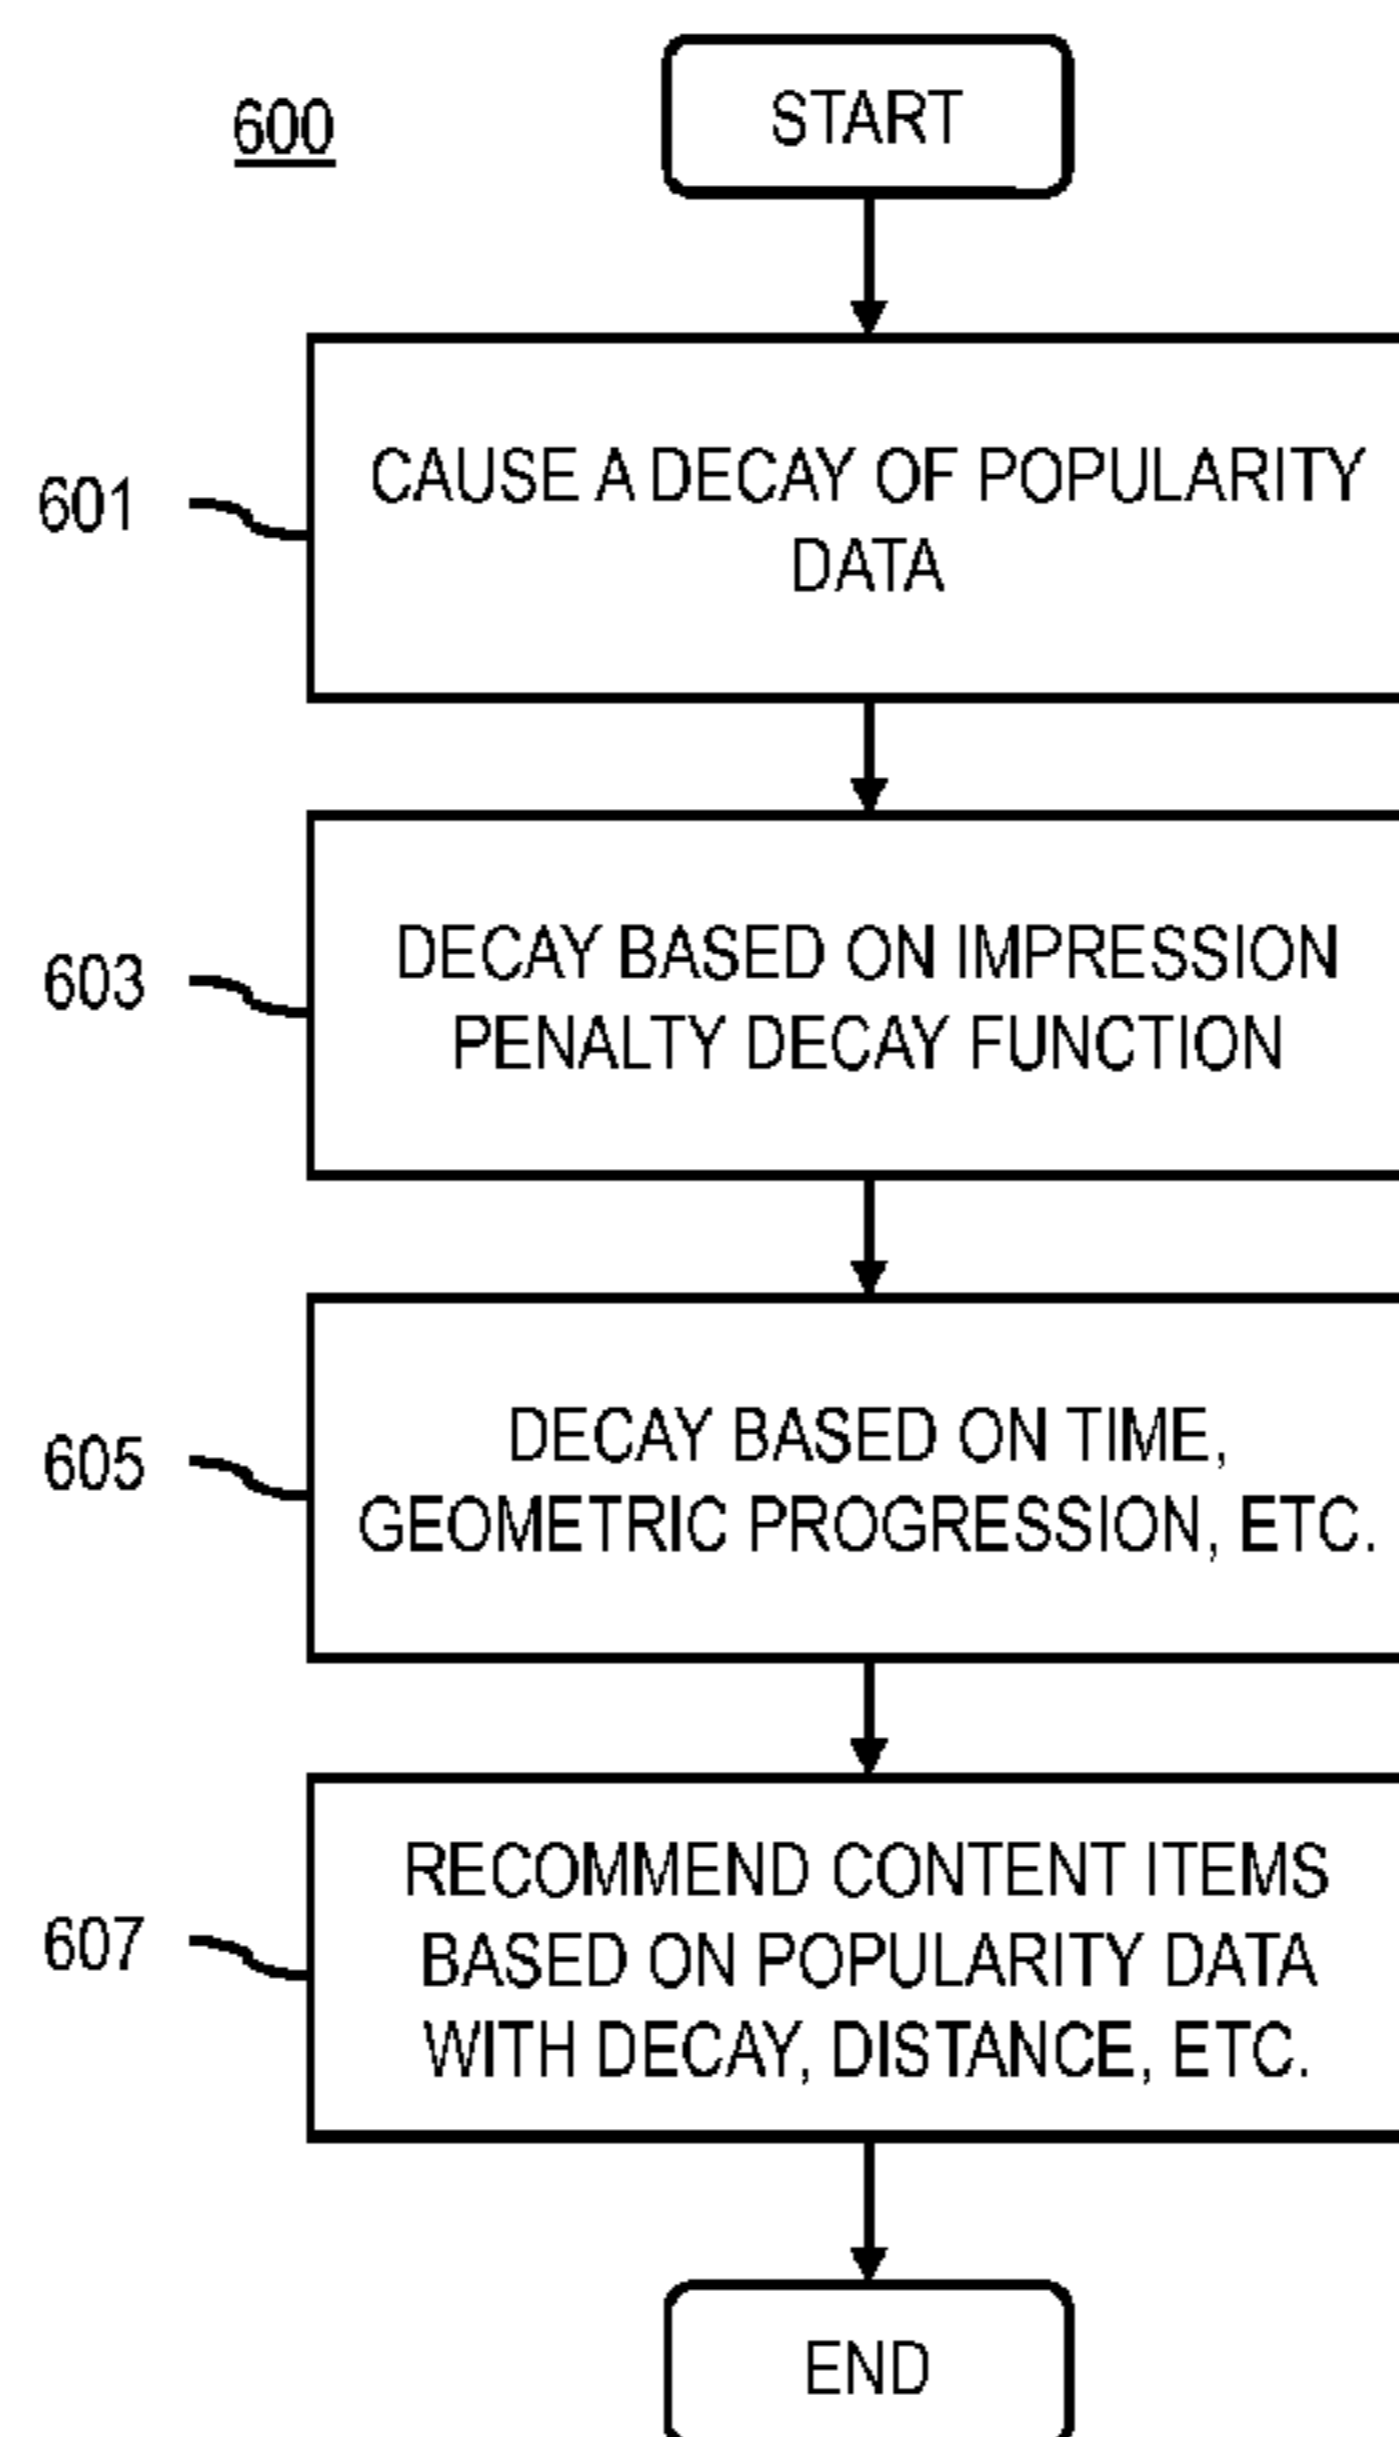 600
START
601
CAUSE A DECAY OF POPULARITY
DATA
603
DECAY BASED ON IMPRESSION
PENALTY DECAY FUNCTION
605
DECAY BASED ON TIME,
GEOMETRIC PROGRESSION, ETC.
607
RECOMMEND CONTENT ITEMS
BASED ON POPULARITY DATA
WITH DECAY, DISTANCE, ETC.
END